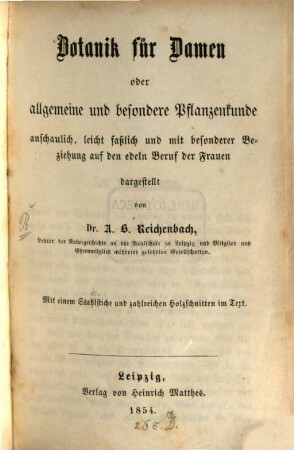 Botanik für Damen
oder
allgemeine und besondere Pflanzenkunde
anschaulich, leicht faßlich und mit besonderer Be-
ziehung auf den edeln Beruf der Frauen
dargestellt
von
Dr. A. B. Reichenbach,
Lehrer der Naturgeschichte an der Realschule zu Leipzig und Mitglied und
Ehrenmitglied mehrerer gelehrten Gesellschaften.
Mit einem Stahlstiche und zahlreichen Holzschnitten im Text.
Leipzig,
Verlag von Heinrich Matthes.
1854.